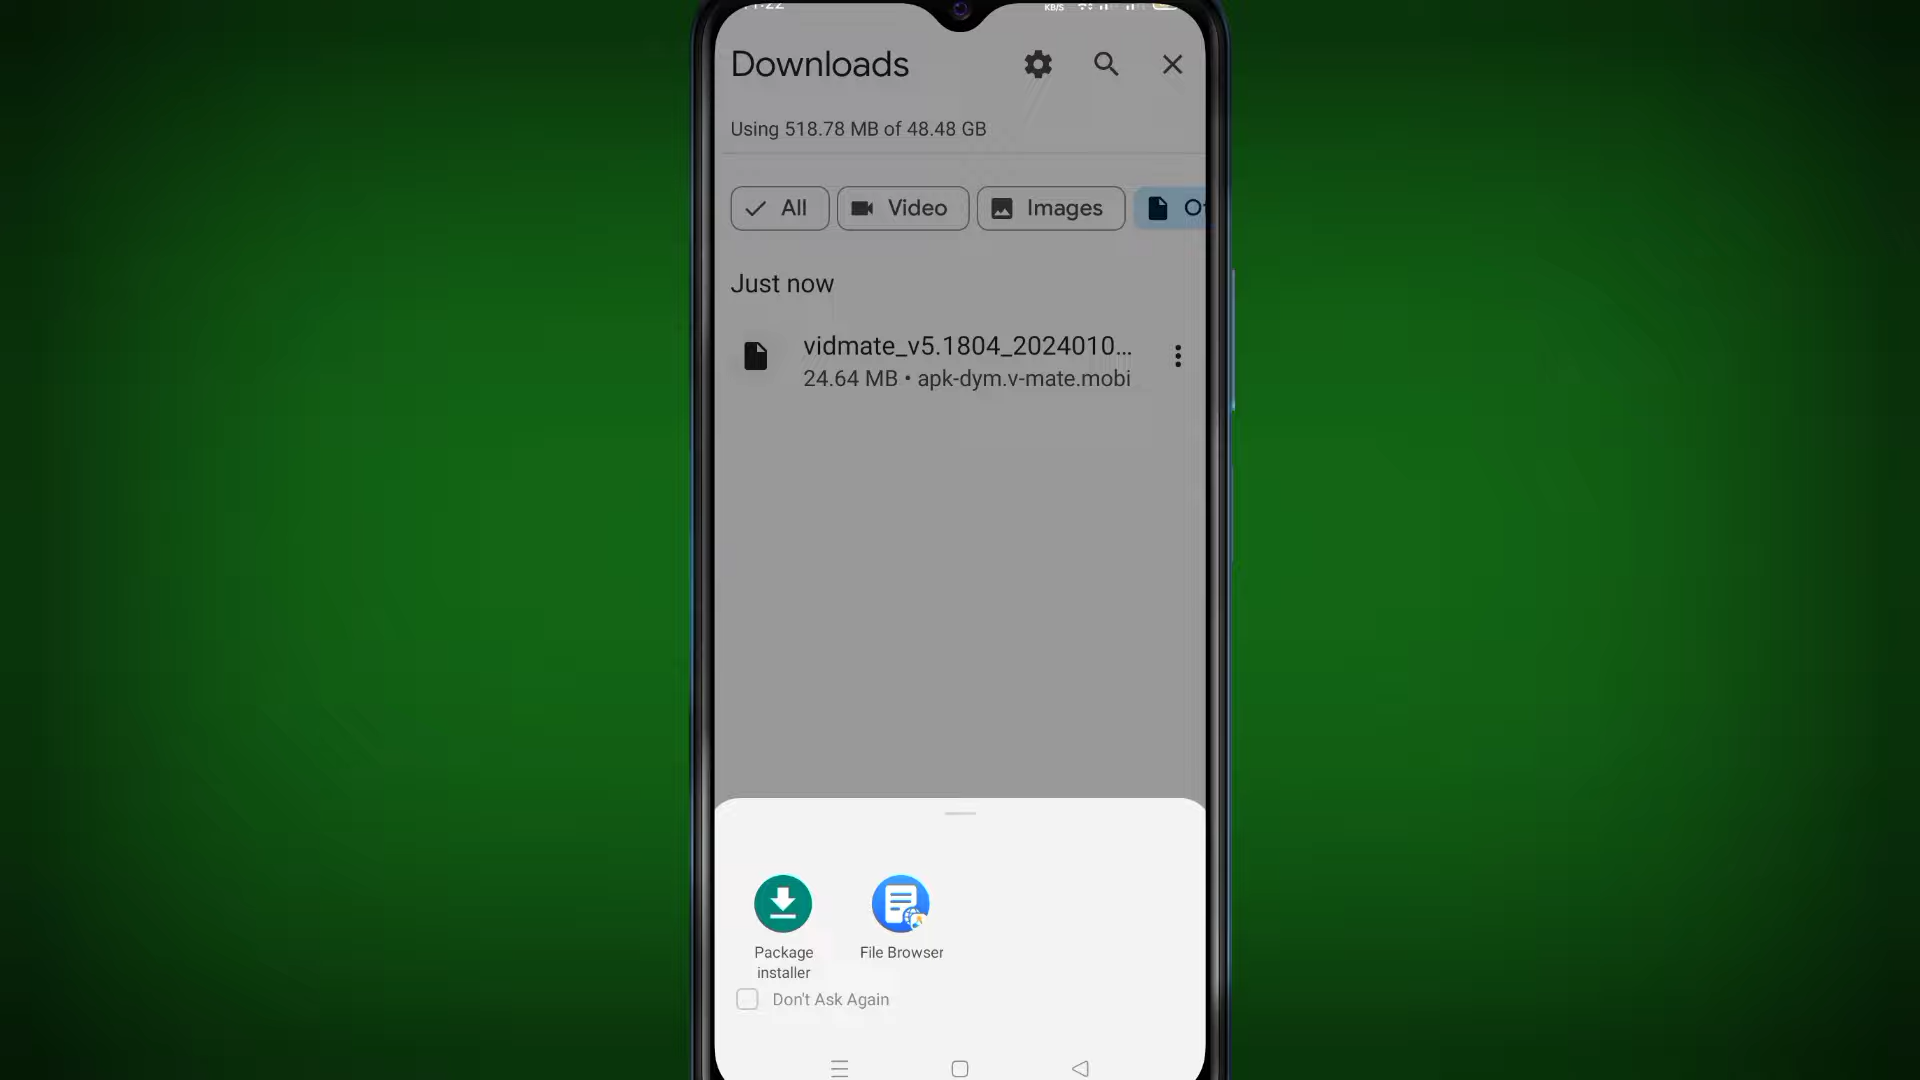 KB/S
Downloads
Using 518.78 MB of 48.48 GB
All
Video
Images
Just now
vidmate_v5.1804_2024010...
24.64 MB • apk-dym.v-mate.mobi
Package
installer
File Browser
Don't Ask Again